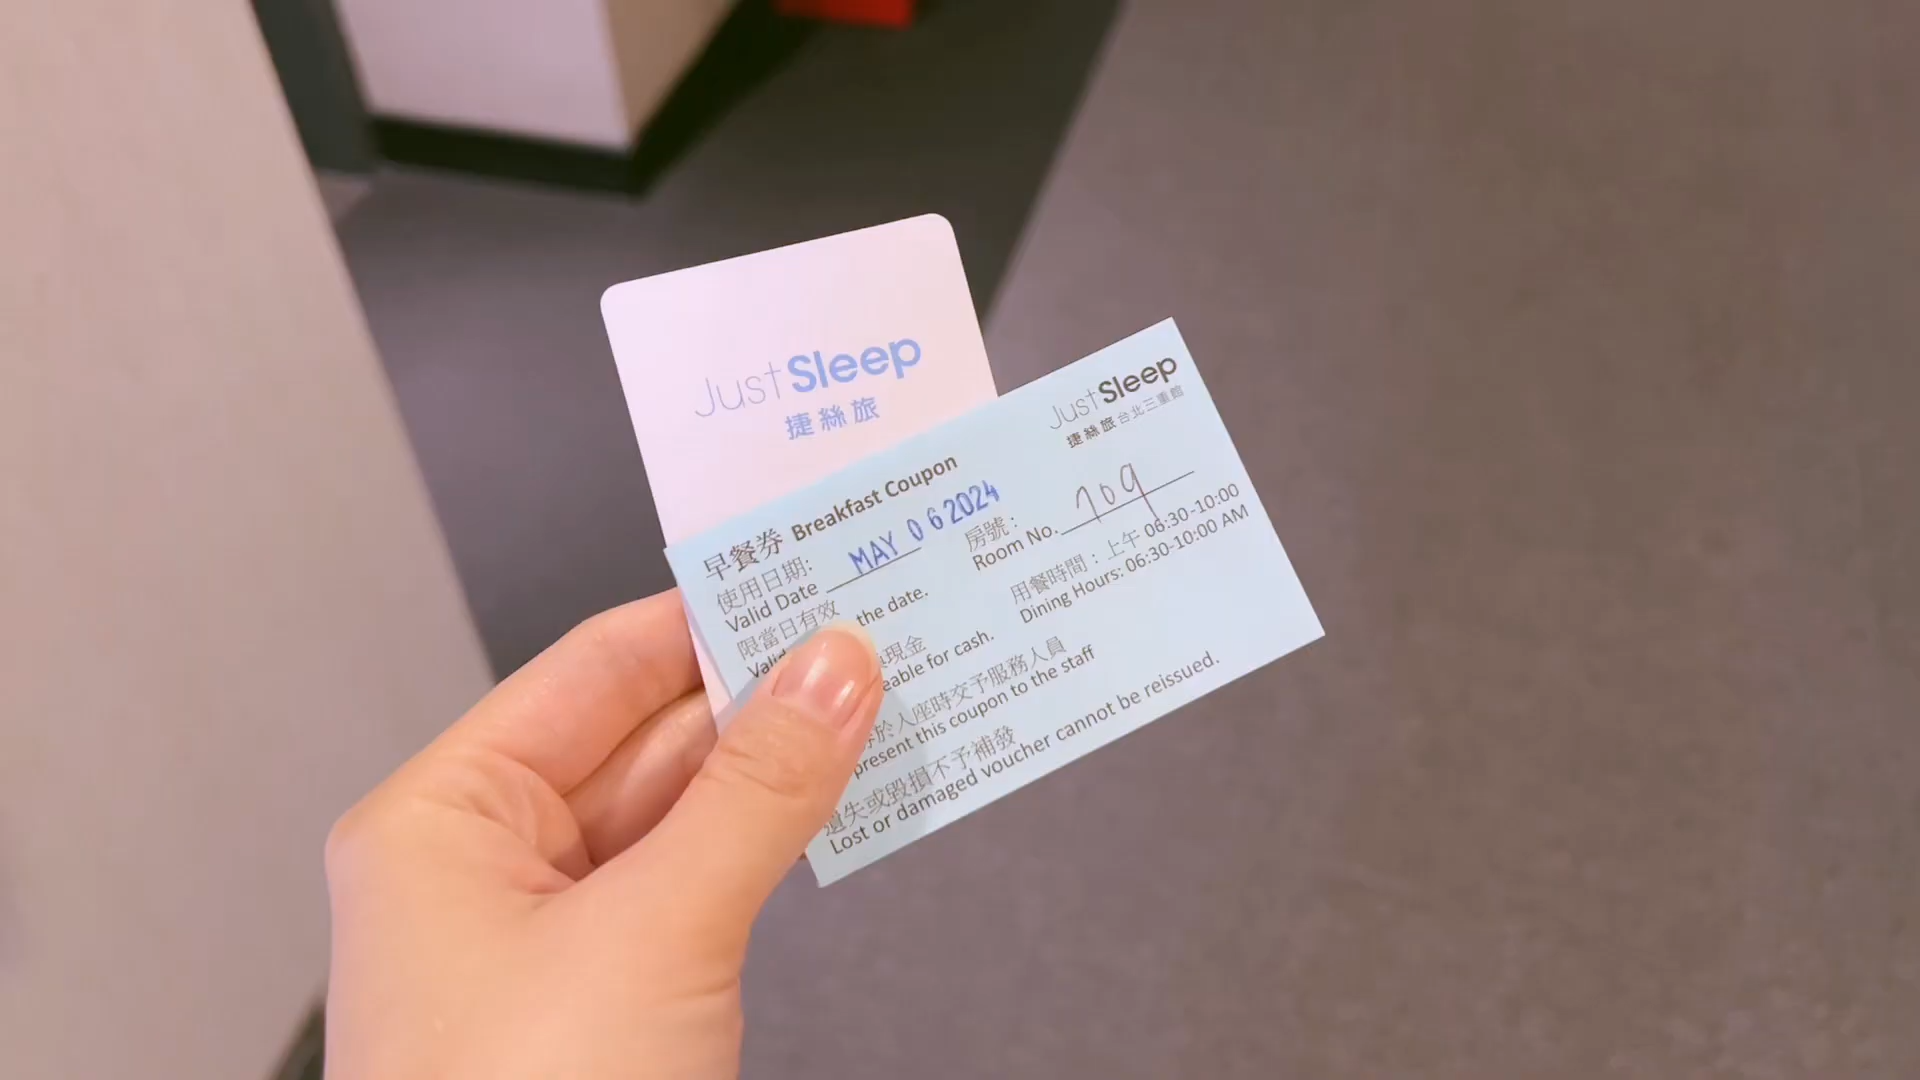 Just Sleep
捷絲旅
Just Sleep
捷絲旅 台北三重館
早餐券 Breakfast Coupon
使用日期:
Valid Date MAY 06 2024
房號:
Room No. 709
限當日有效
the date.
用餐時間:上午 06:30-10:00
Dining Hours: 06:30-10:00 AM
現金
for cash.
於入座時交予服務人員
present this coupon to the staff
遺失或毀損不予補發
Lost or damaged voucher cannot be reissued.